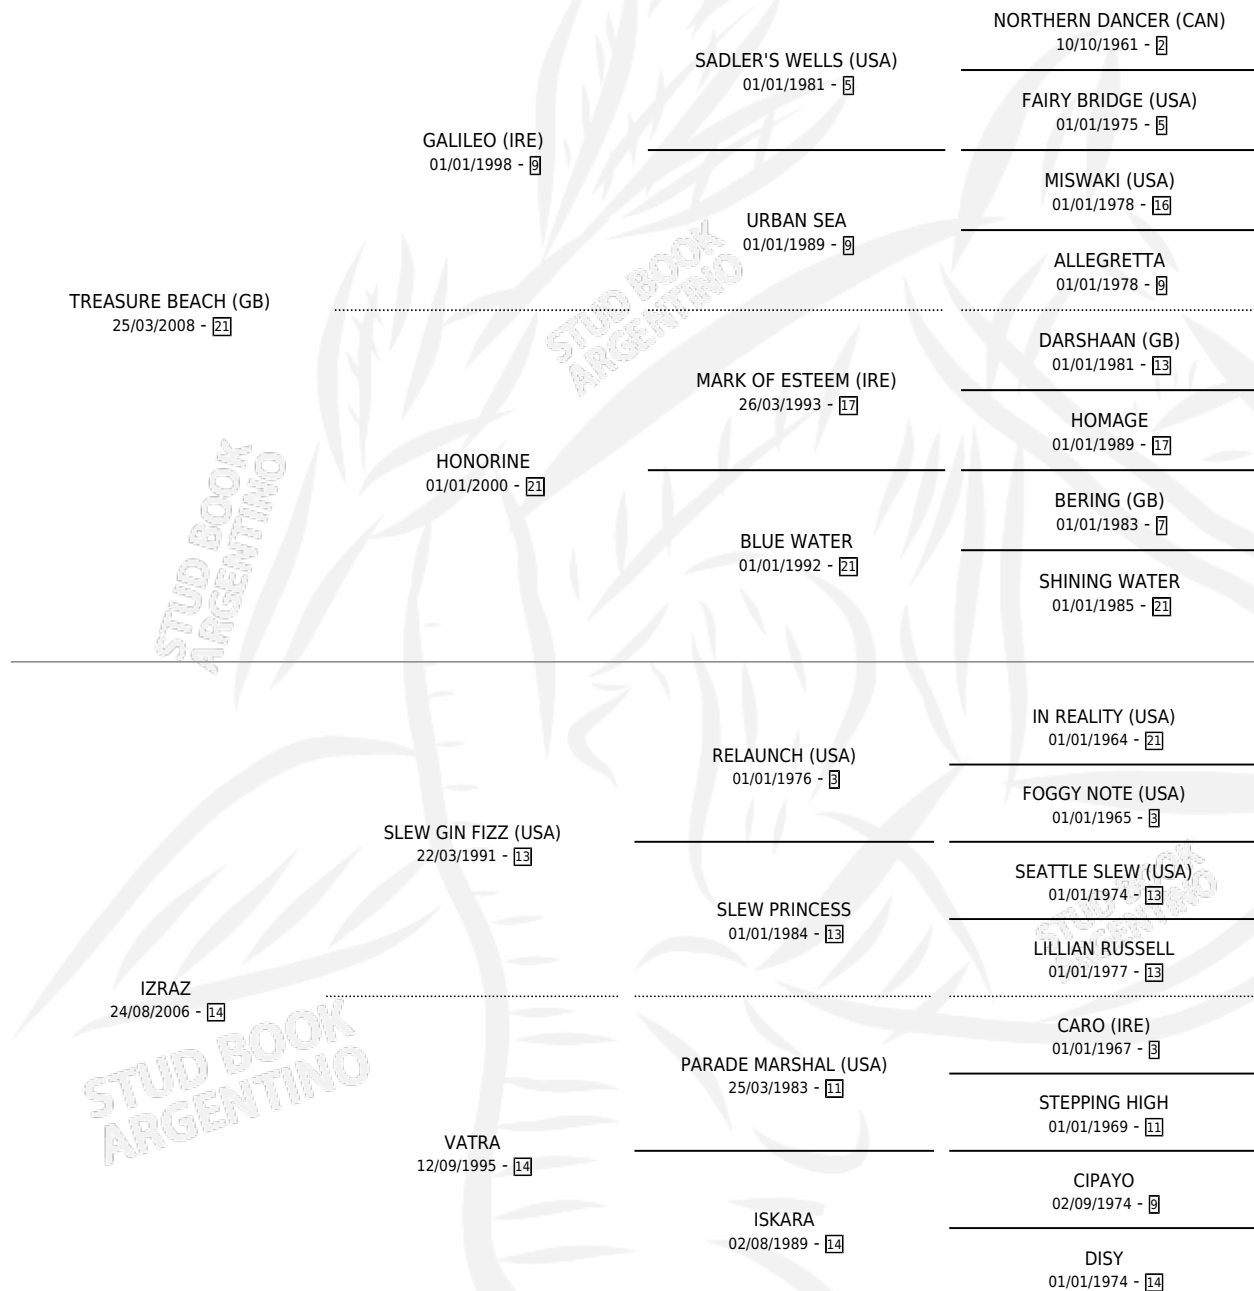 NORTHERN DANCER (CAN)
10/10/1961 - 2
SADLER'S WELLS (USA)
01/01/1981 - 5
FAIRY BRIDGE (USA)
01/01/1975 - 5
GALILEO (IRE)
01/01/1998 - 9
MISWAKI (USA)
01/01/1978 - 16
URBAN SEA
01/01/1989 - 9
ALLEGRETTA
01/01/1978 - 9
TREASURE BEACH (GB)
25/03/2008 - 21
DARSHAAN (GB)
01/01/1981 - 13
MARK OF ESTEEM (IRE)
26/03/1993 - 17
HOMAGE
01/01/1989 - 17
HONORINE
01/01/2000 - 21
BERING (GB)
01/01/1983 - 7
BLUE WATER
01/01/1992 - 21
SHINING WATER
01/01/1985 - 21
IN REALITY (USA)
01/01/1964 - 21
RELAUNCH (USA)
01/01/1976 - 3
FOGGY NOTE (USA)
01/01/1965 - 3
SLEW GIN FIZZ (USA)
22/03/1991 - 13
SEATTLE SLEW (USA)
01/01/1974 - 13
SLEW PRINCESS
01/01/1984 - 13
LILLIAN RUSSELL
01/01/1977 - 13
IZRAZ
24/08/2006 - 14
CARO (IRE)
01/01/1967 - 3
PARADE MARSHAL (USA)
25/03/1983 - 11
STEPPING HIGH
01/01/1969 - 11
VATRA
12/09/1995 - 14
CIPAYO
02/09/1974 - 9
ISKARA
02/08/1989 - 14
DISY
01/01/1974 - 14
STUD BOOK
ARGENTINO
STUD BOOK
ARGENTINO
STUD BOOK
ARGENTINO
STUD BOOK
ARGENTINO